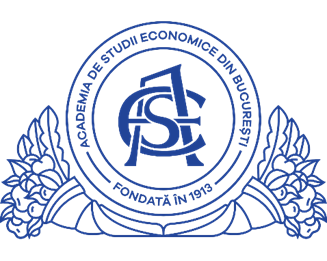 ACADEMIA DE STUDII ECONOMICE DIN BUCUREȘTI
ASE
FONDATĂ ÎN 1913